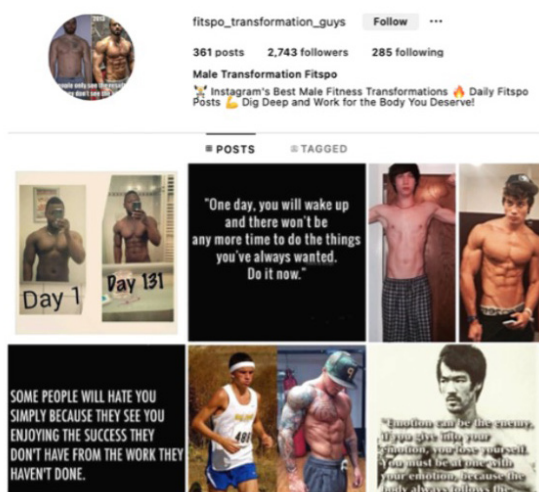 fitspo_transformation_guys Follow
361 posts 2,743 followers 285 following
Male Transformation Fitspo
Instagram's Best Male Fitness Transformations 🔥 Daily Fitspo
Posts 💪 Dig Deep and Work for the Body You Deserve!
POSTS TAGGED
Day 1
Day 131
"One day, you will wake up
and there won't be
any more time to do the things
you've always wanted.
Do it now."
SOME PEOPLE WILL HATE YOU
SIMPLY BECAUSE THEY SEE YOU
ENJOYING THE SUCCESS THEY
DON'T HAVE FROM THE WORK THEY
HAVEN'T DONE.
"Emotion can be the enemy,
if you give into your
emotion, you lose yourself.
You must be at one with
your emotion, because the
body always follows the